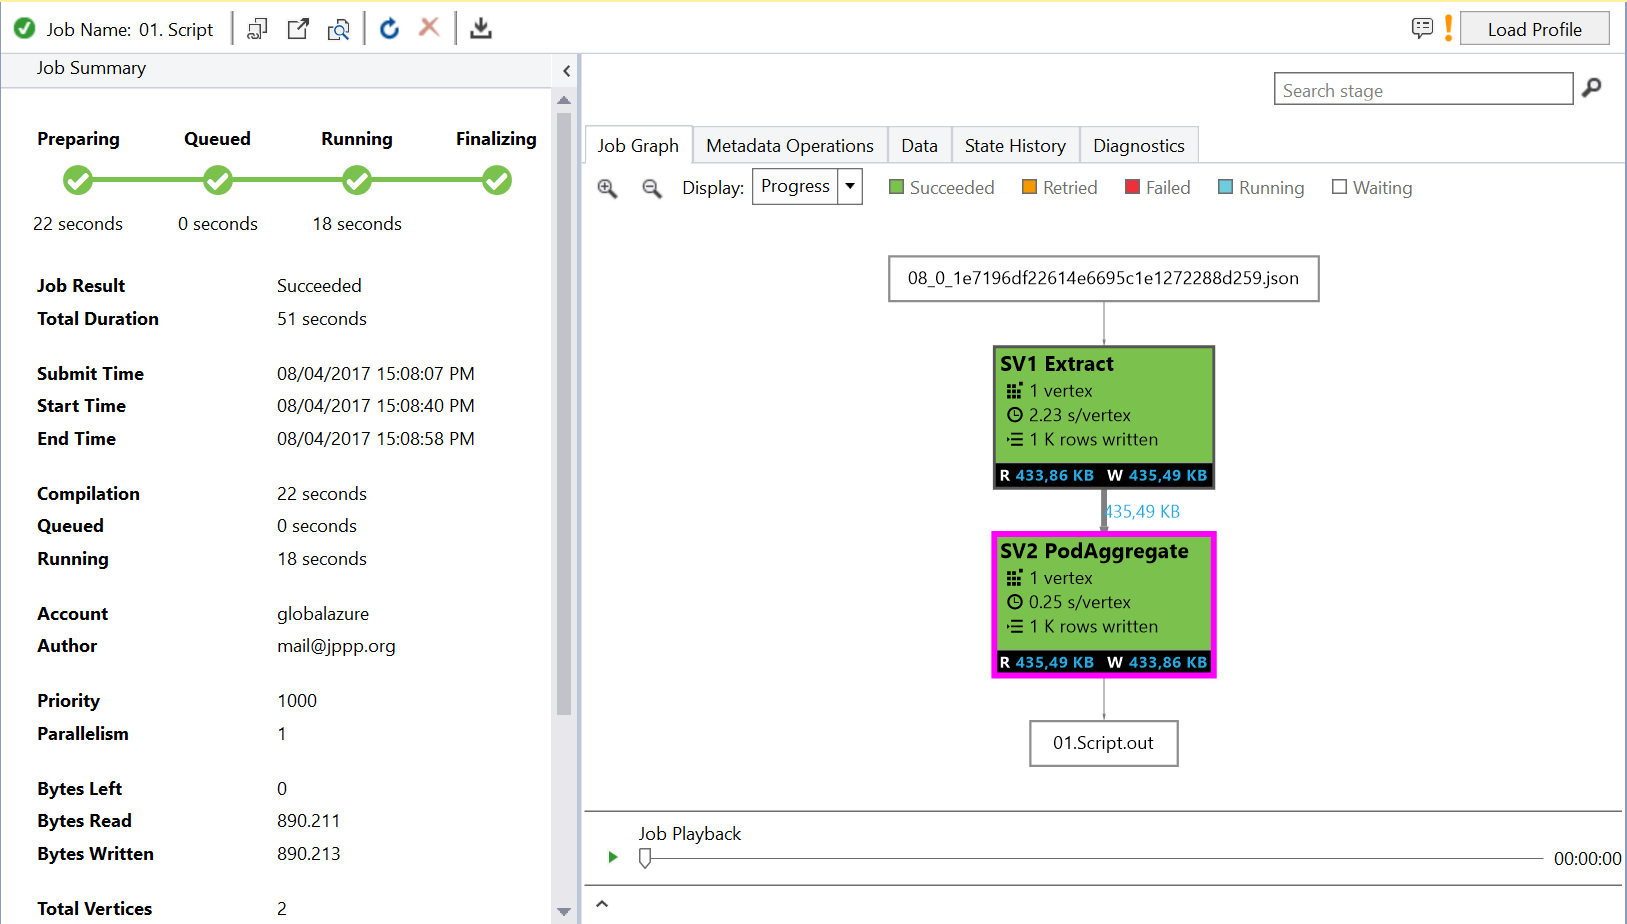 Job Name: 01. Script
Load Profile
Job Summary
Preparing Queued Running Finalizing
22 seconds 0 seconds 18 seconds
Job Result Succeeded
Total Duration 51 seconds
Submit Time 08/04/2017 15:08:07 PM
Start Time 08/04/2017 15:08:40 PM
End Time 08/04/2017 15:08:58 PM
Compilation 22 seconds
Queued 0 seconds
Running 18 seconds
Account globalazure
Author mail@jppp.org
Priority 1000
Parallelism 1
Bytes Left 0
Bytes Read 890.211
Bytes Written 890.213
Total Vertices 2
Search stage
Job Graph Metadata Operations Data State History Diagnostics
Display: Progress Succeeded Retried Failed Running Waiting
08_0_1e7196df22614e6695c1e1272288d259.json
SV1 Extract
1 vertex
2.23 s/vertex
1 K rows written
R 433,86 KB W 435,49 KB
435,49 KB
SV2 PodAggregate
1 vertex
0.25 s/vertex
1 K rows written
R 435,49 KB W 433,86 KB
01.Script.out
Job Playback
00:00:00